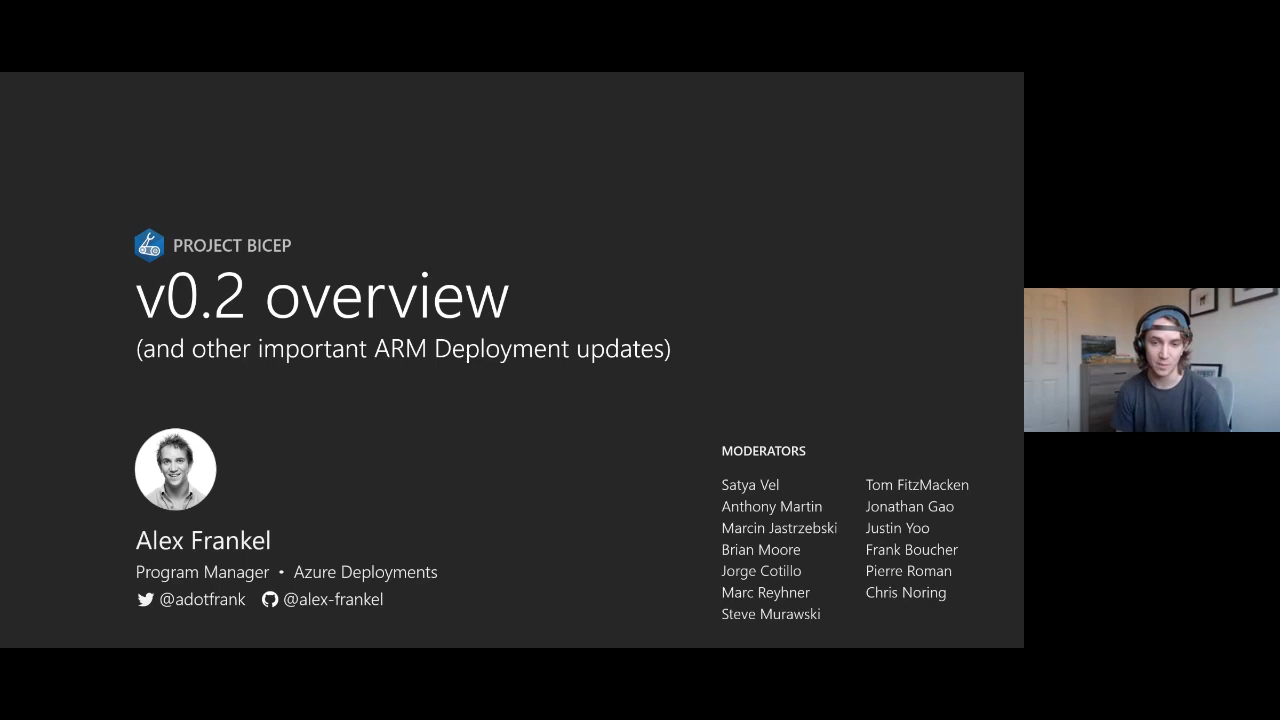 PROJECT BICEP
v0.2 overview
(and other important ARM Deployment updates)
Alex Frankel
Program Manager • Azure Deployments
@adotfrank @alex-frankel
MODERATORS
Satya Vel
Anthony Martin
Marcin Jastrzebski
Brian Moore
Jorge Cotillo
Marc Reyhner
Steve Murawski
Tom FitzMacken
Jonathan Gao
Justin Yoo
Frank Boucher
Pierre Roman
Chris Noring